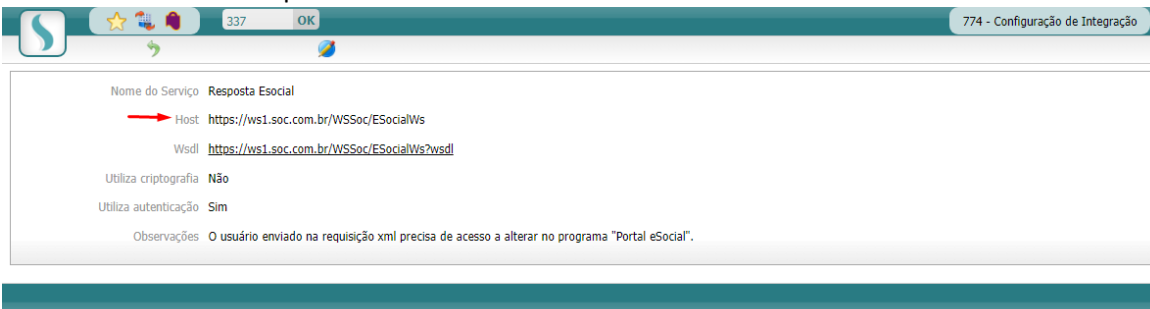 337 OK 774 - Configuração de Integração
Nome do Serviço Resposta Esocial
Host https://ws1.soc.com.br/WSSoc/ESocialWs
Wsdl https://ws1.soc.com.br/WSSoc/ESocialWs?wsdl
Utiliza criptografia Não
Utiliza autenticação Sim
Observações O usuário enviado na requisição xml precisa de acesso a alterar no programa "Portal eSocial".